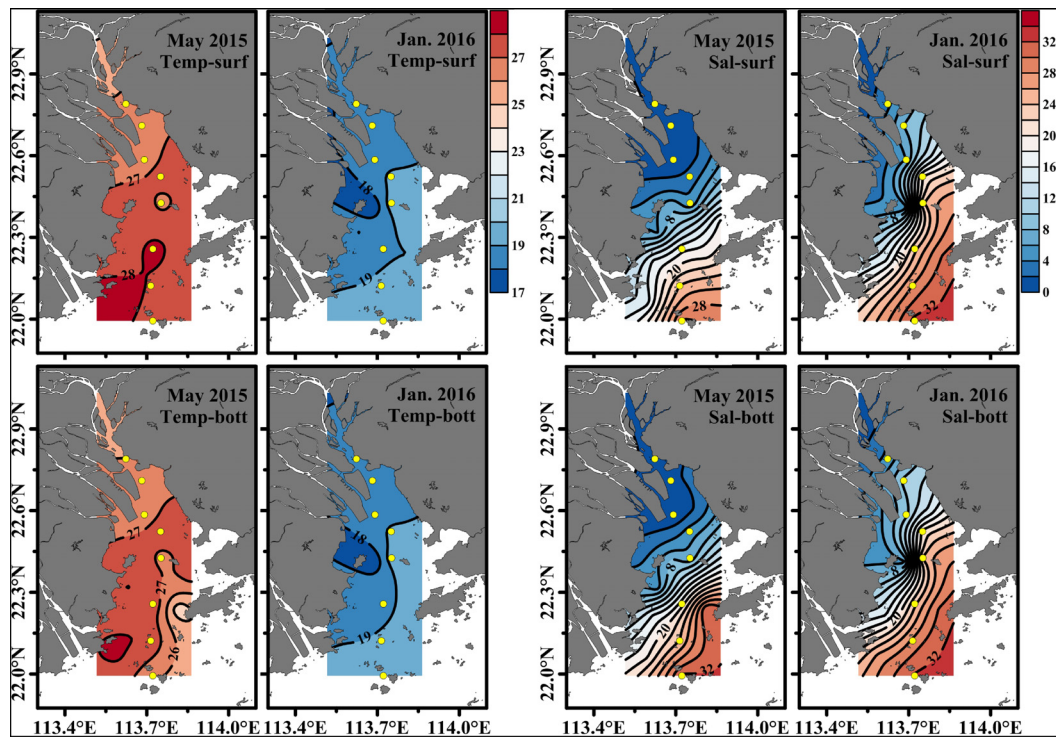 May 2015
Temp-surf
27
28
22.9°N
22.6°N
22.3°N
22.0°N
Jan. 2016
Temp-surf
18
19
27
25
23
21
19
17
May 2015
Sal-surf
8
20
28
Jan. 2016
Sal-surf
8
20
32
32
28
24
20
16
12
8
4
0
May 2015
Temp-bott
27
27
26
22.9°N
22.6°N
22.3°N
22.0°N
113.4°E 113.7°E 114.0°E
Jan. 2016
Temp-bott
18
19
May 2015
Sal-bott
8
20
32
Jan. 2016
Sal-bott
20
32
113.4°E 113.7°E 114.0°E